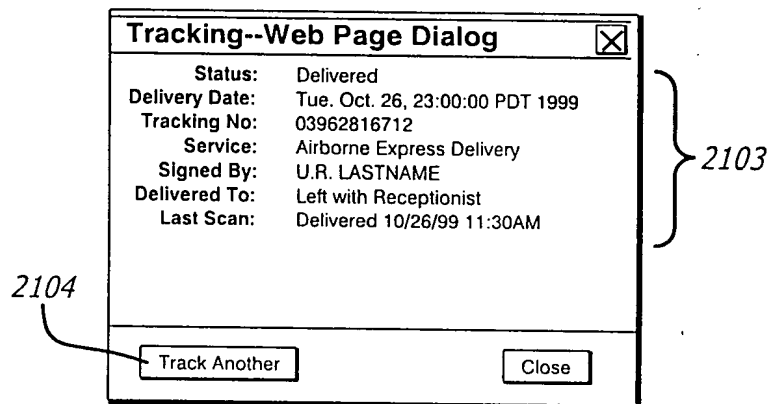 Tracking--Web Page Dialog
Status: Delivered
Delivery Date: Tue. Oct. 26, 23:00:00 PDT 1999
Tracking No: 03962816712
Service: Airborne Express Delivery
Signed By: U.R. LASTNAME
Delivered To: Left with Receptionist
Last Scan: Delivered 10/26/99 11:30AM
2103
2104
Track Another
Close